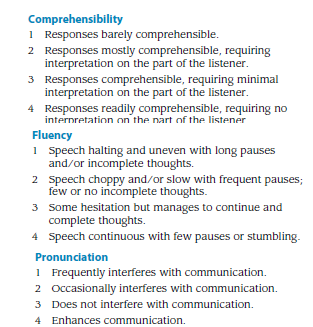 Comprehensibility
1 Responses barely comprehensible.
2 Responses mostly comprehensible, requiring
interpretation on the part of the listener.
3 Responses comprehensible, requiring minimal
interpretation on the part of the listener.
4 Responses readily comprehensible, requiring no
interpretation on the part of the listener
Fluency
1 Speech halting and uneven with long pauses
and/or incomplete thoughts.
2 Speech choppy and/or slow with frequent pauses;
few or no incomplete thoughts.
3 Some hesitation but manages to continue and
complete thoughts.
4 Speech continuous with few pauses or stumbling.
Pronunciation
1 Frequently interferes with communication.
2 Occasionally interferes with communication.
3 Does not interfere with communication.
4 Enhances communication.